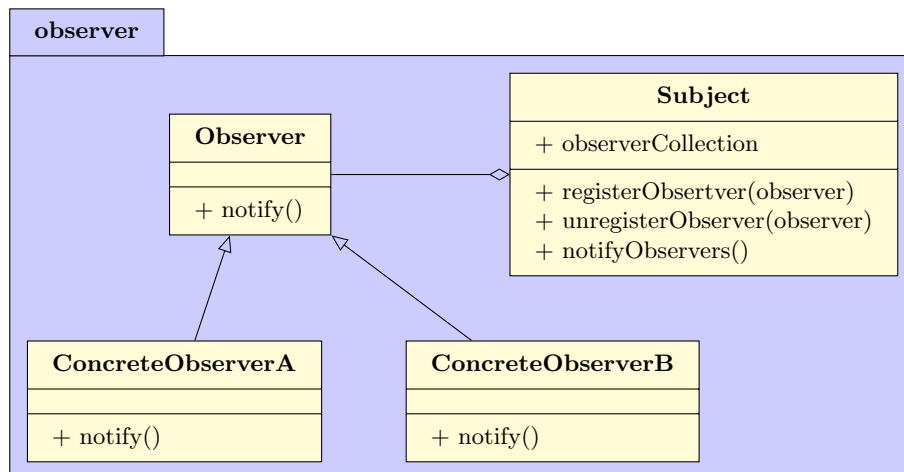 observer
Observer
+ notify()
Subject
+ observerCollection
+ registerObsertver(observer)
+ unregisterObserver(observer)
+ notifyObservers()
ConcreteObserverA
+ notify()
ConcreteObserverB
+ notify()